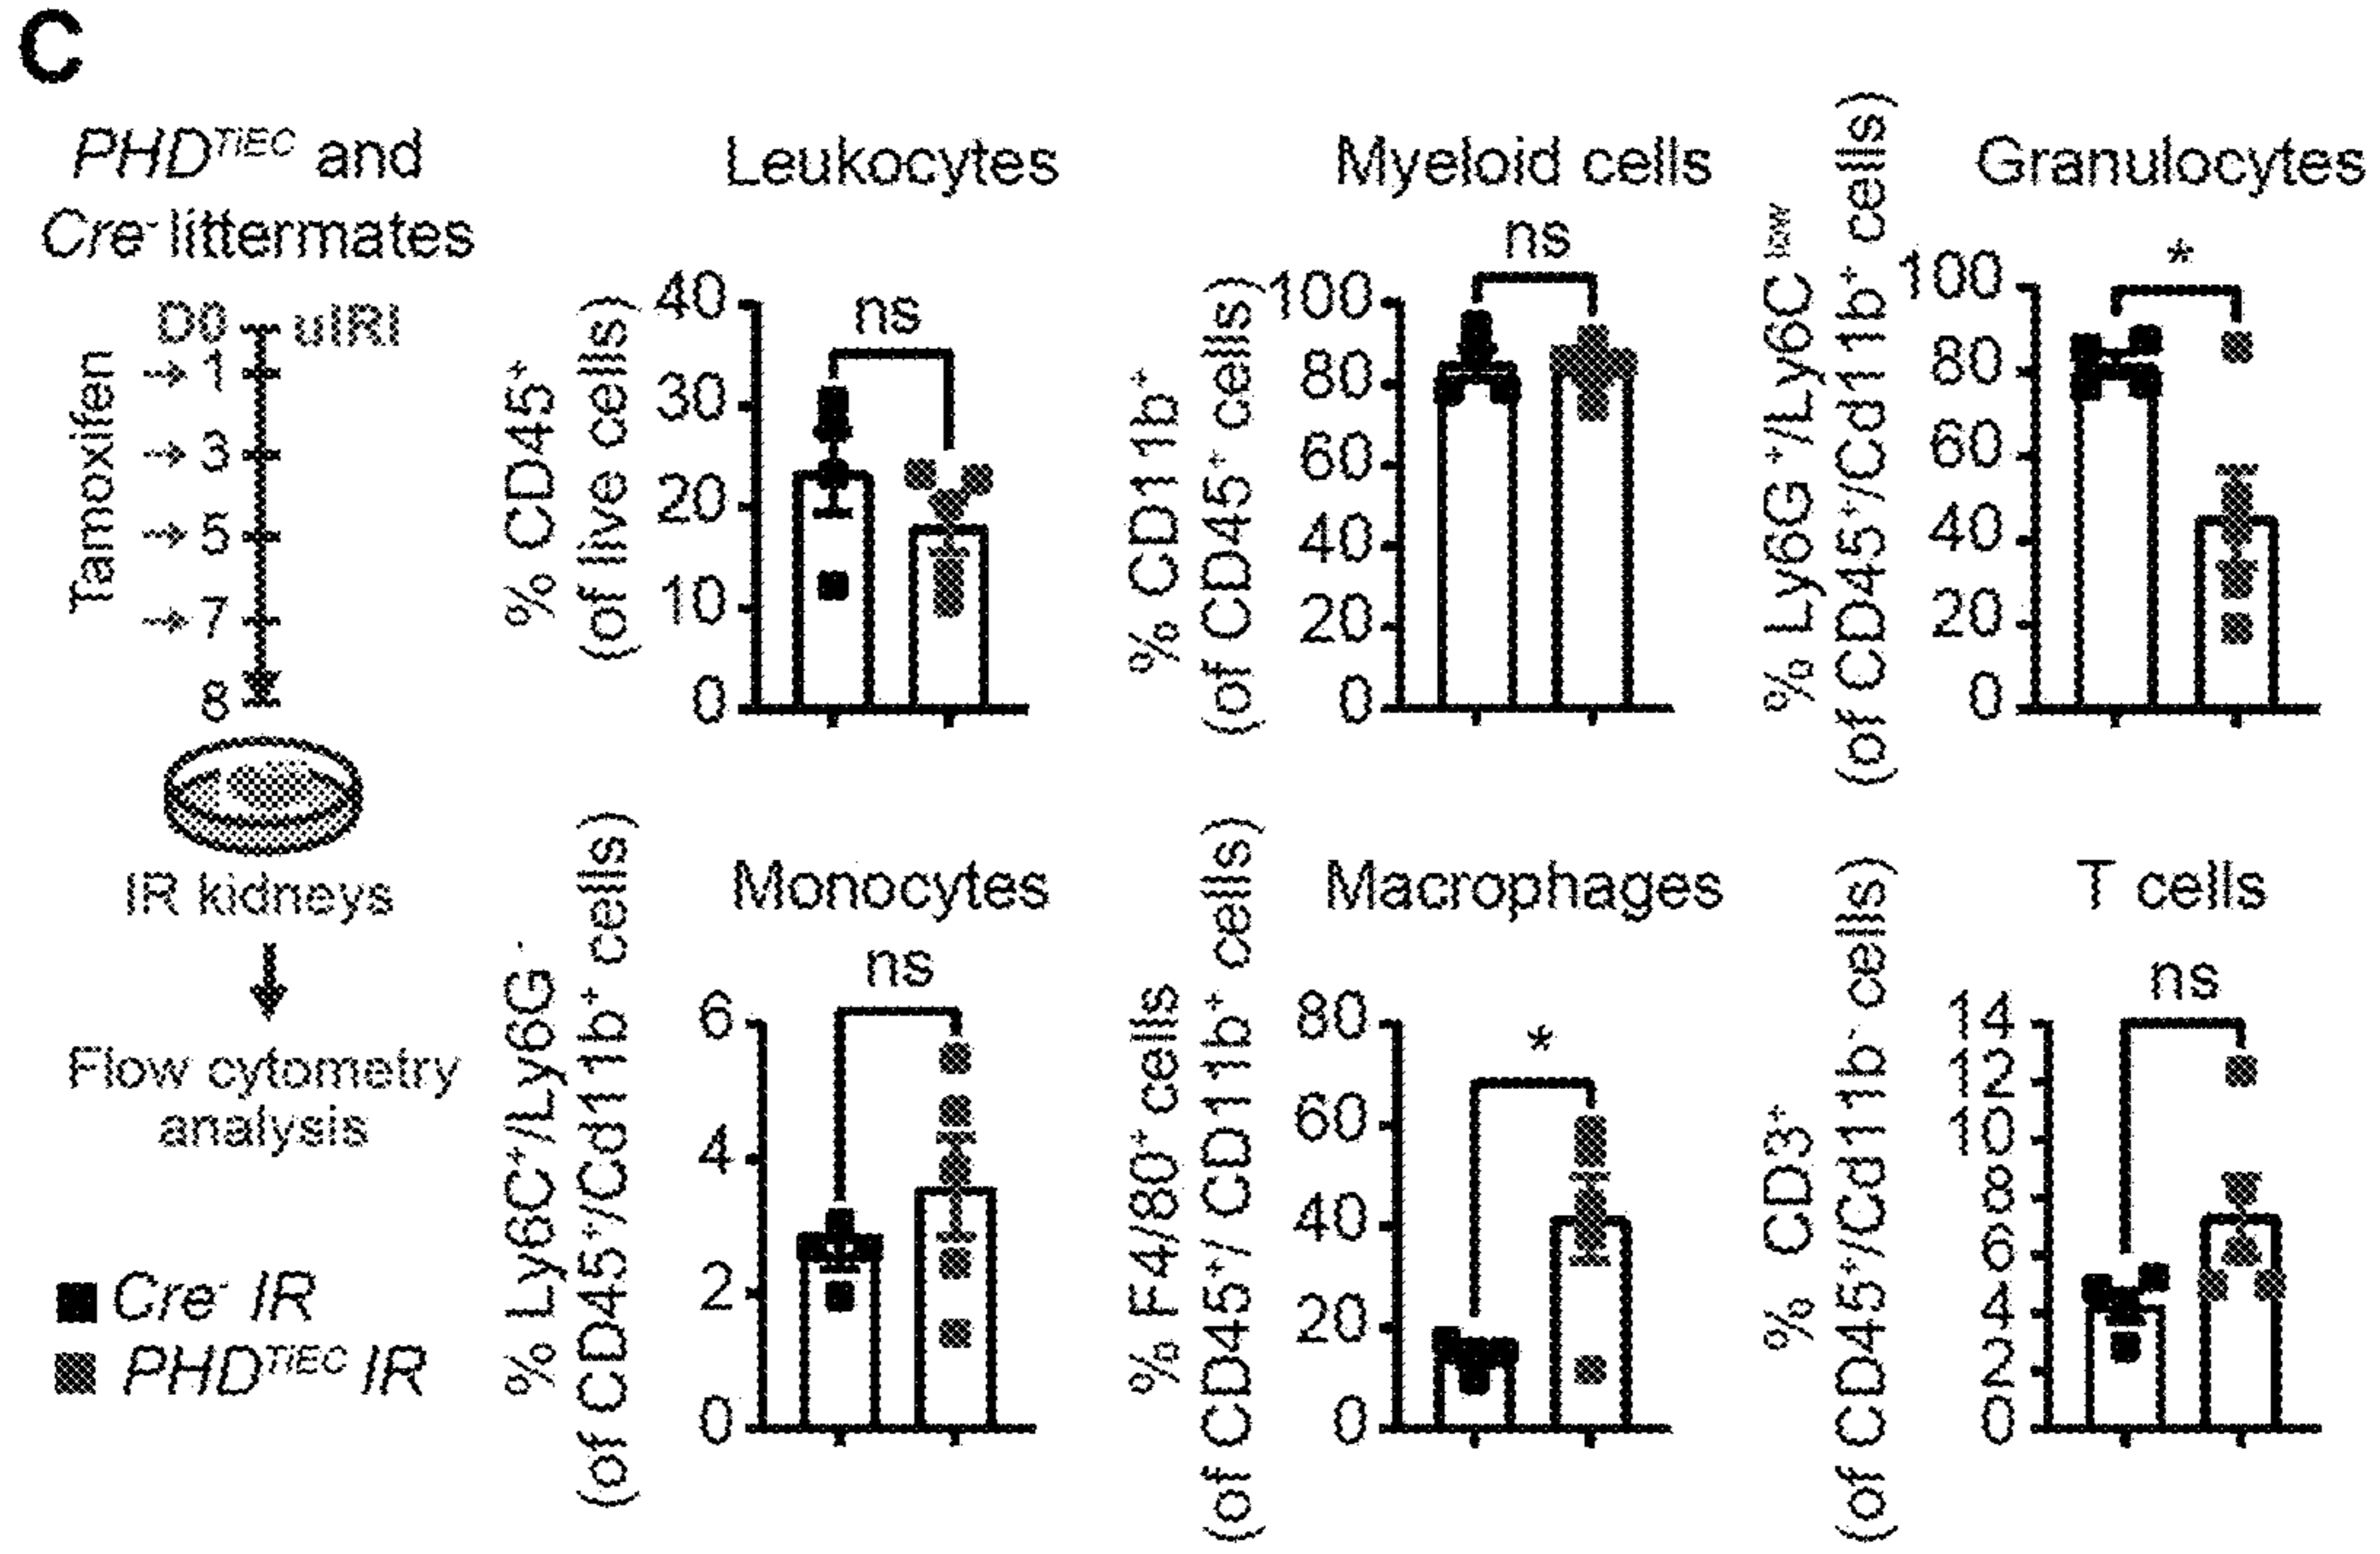 C
PHD^TiEC and
Cre⁻ littermates
D0 uIRI
Tamoxifen
→ 1
→ 3
→ 5
→ 7
8
IR kidneys
Flow cytometry
analysis
Cre⁻ IR
PHD^TiEC IR
Leukocytes
ns
% CD45⁺
(of live cells)
40
30
20
10
0
Myeloid cells
ns
% CD11b⁺
(of CD45⁺ cells)
100
80
60
40
20
0
Granulocytes
*
% Ly6G⁺/Ly6C^low
(of CD45⁺/Cd11b⁺ cells)
100
80
60
40
20
0
Monocytes
ns
% Ly6C⁺/Ly6G⁻
(of CD45⁺/Cd11b⁺ cells)
6
4
2
0
Macrophages
*
% F4/80⁺ cells
(of CD45⁺/ CD11b⁺ cells)
80
60
40
20
0
T cells
ns
% CD3⁺
(of CD45⁺/Cd11b⁻ cells)
14
12
10
8
6
4
2
0